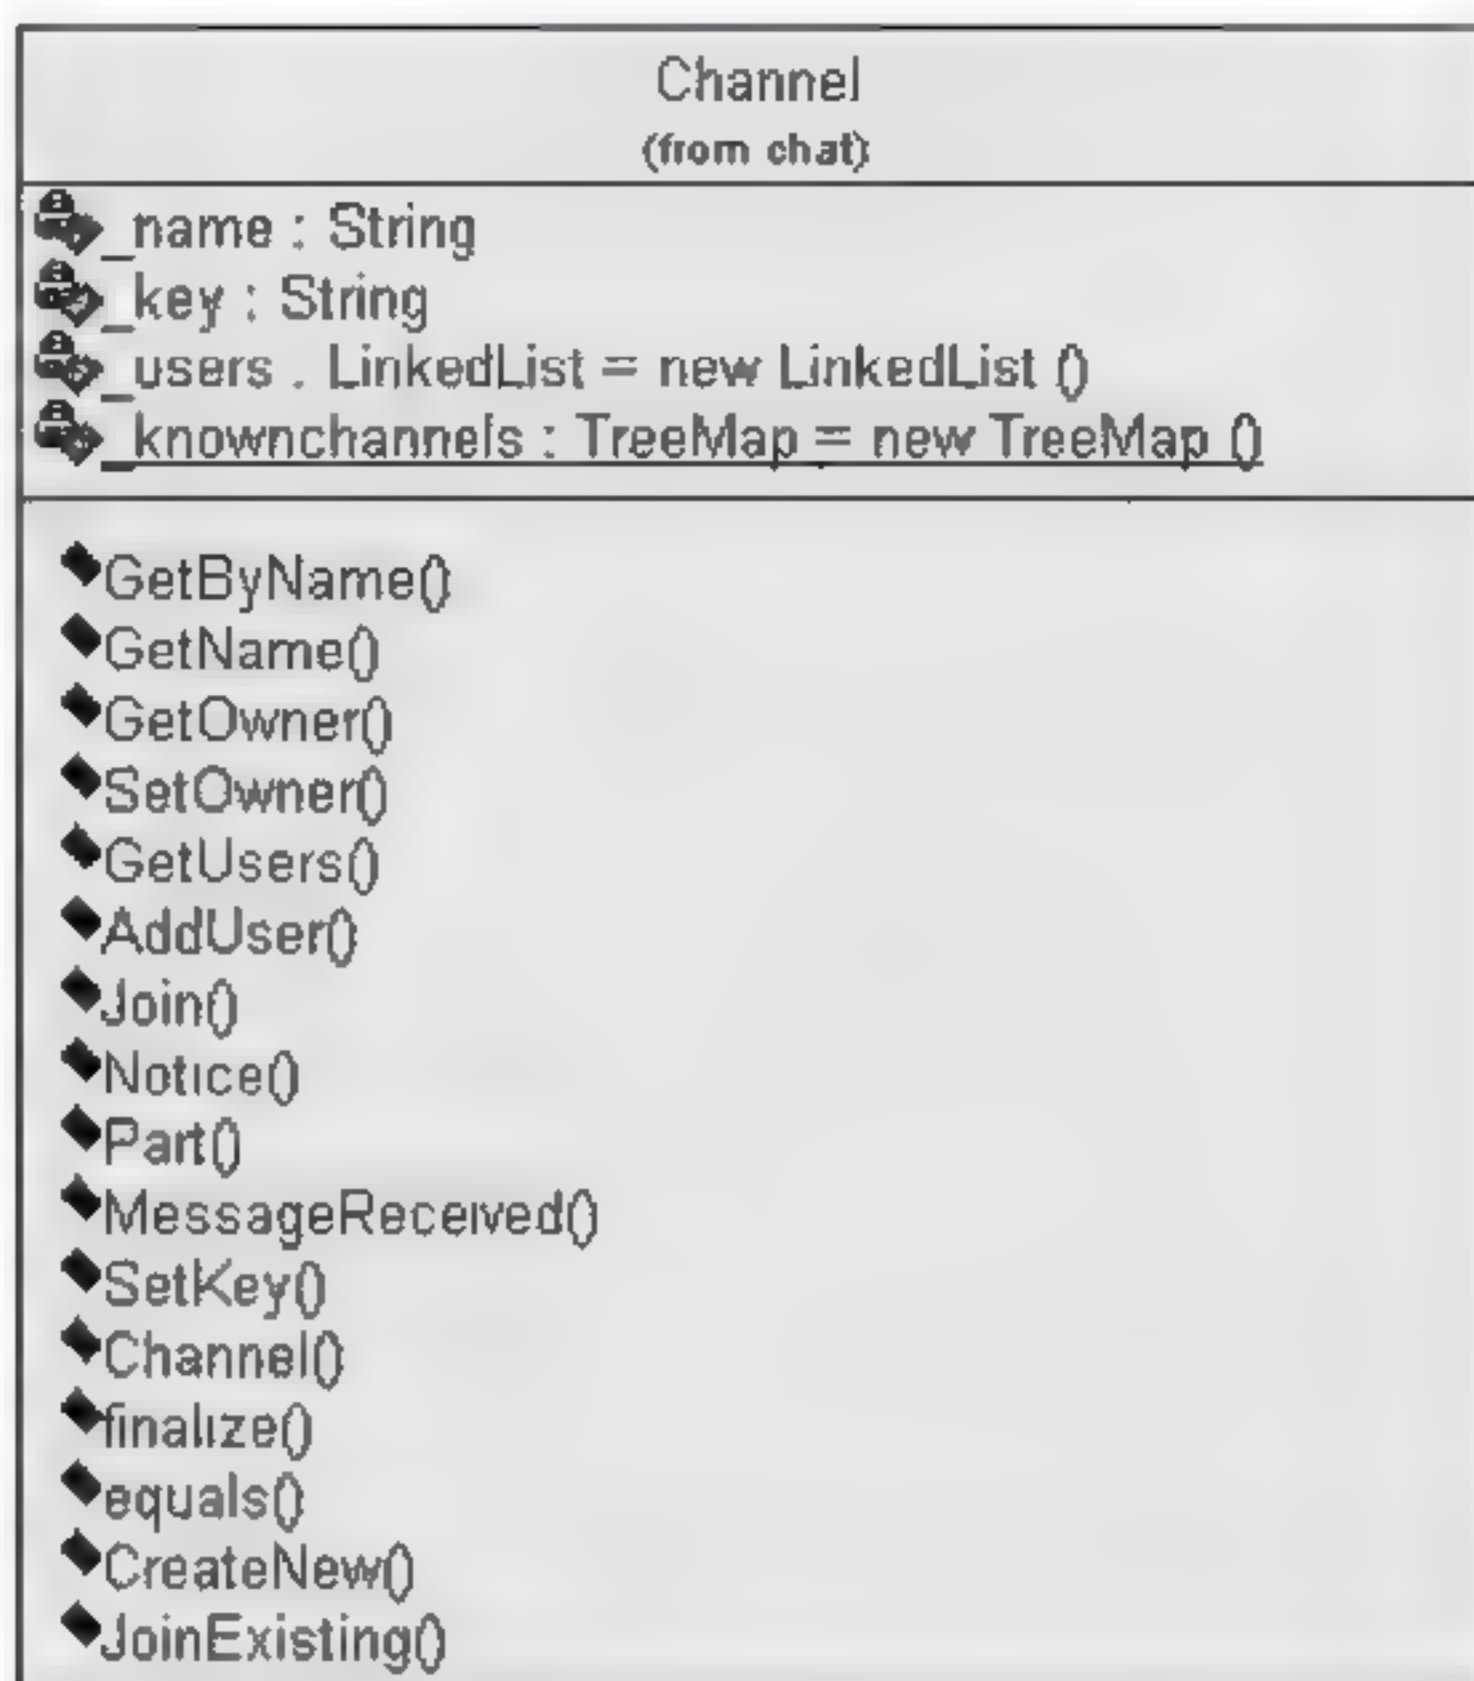 Channel
(from chat)
_name : String
_key : String
_users : LinkedList = new LinkedList ()
_knownchannels : TreeMap = new TreeMap ()
GetByName()
GetName()
GetOwner()
SetOwner()
GetUsers()
AddUser()
Join()
Notice()
Part()
MessageReceived()
SetKey()
Channel()
finalize()
equals()
CreateNew()
JoinExisting()